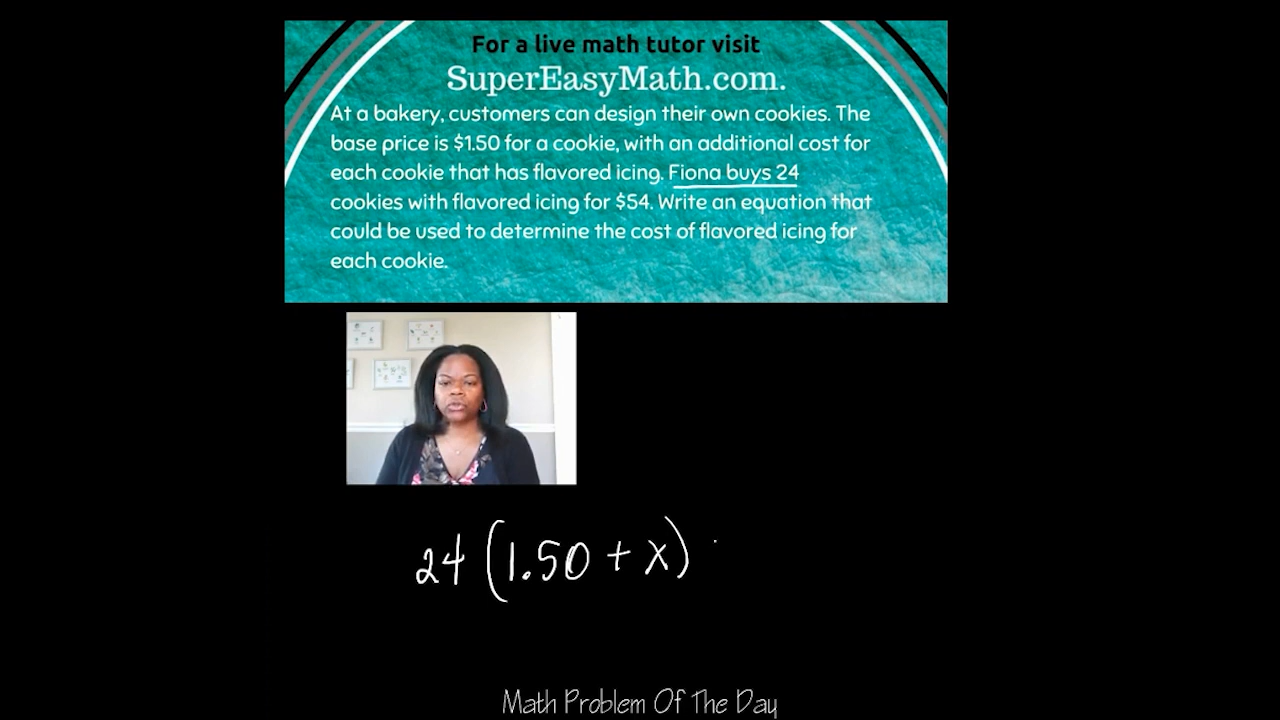 For a live math tutor visit
SuperEasyMath.com.
At a bakery, customers can design their own cookies. The
base price is $1.50 for a cookie, with an additional cost for
each cookie that has flavored icing. Fiona buys 24
cookies with flavored icing for $54. Write an equation that
could be used to determine the cost of flavored icing for
each cookie.
24 (1.50 + x)
Math Problem Of The Day